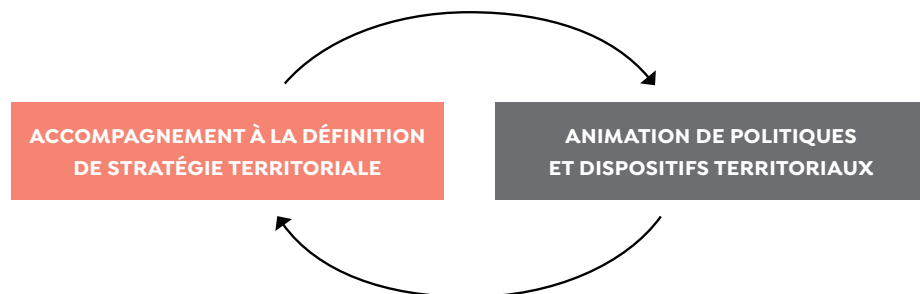 ACCOMPAGNEMENT À LA DÉFINITION
DE STRATÉGIE TERRITORIALE
ANIMATION DE POLITIQUES
ET DISPOSITIFS TERRITORIAUX